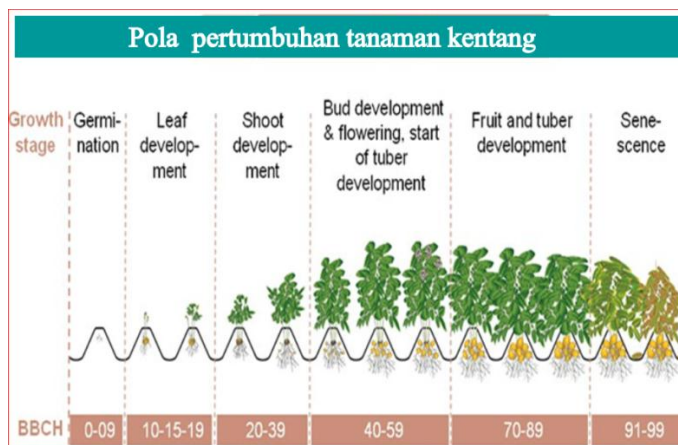 Pola pertumbuhan tanaman kentang
Growth
stage
Germi-
nation
Leaf
develop-
ment
Shoot
develop-
ment
Bud development
& flowering, start
of tuber
development
Fruit and tuber
development
Sene-
scence
BBCH 0-09 10-15-19 20-39 40-59 70-89 91-99